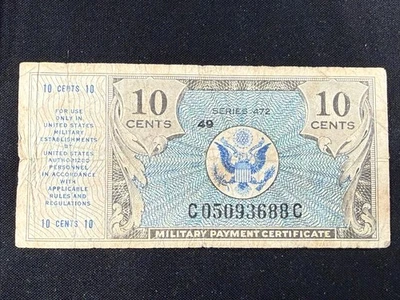 10 CENTS 10
FOR USE
ONLY IN
UNITED STATES
MILITARY
ESTABLISHMENTS
BY
UNITED STATES
AUTHORIZED
PERSONNEL
IN ACCORDANCE
WITH
APPLICABLE
RULES AND
REGULATIONS
10 CENTS 10
10
CENTS
SERIES 472
49
10
CENTS
C05093688C
MILITARY PAYMENT CERTIFICATE